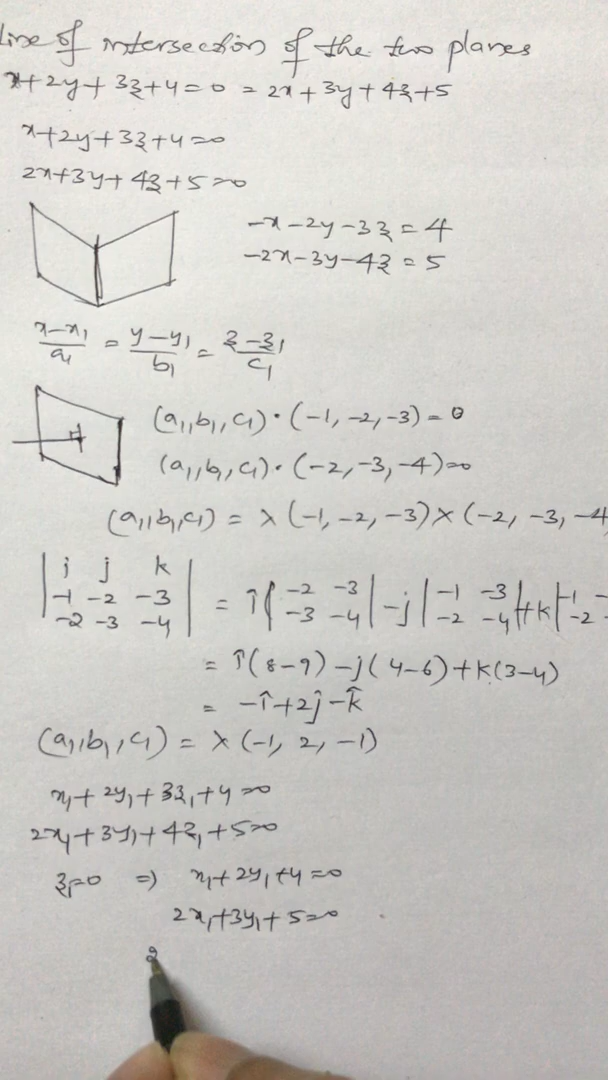 line of intersection of the two planes
x+2y+3z+4=0 = 2x+3y+4z+5
x+2y+3z+4=0
2x+3y+4z+5=0
-x-2y-3z=4
-2x-3y-4z=5
x-x₁/a₁ = y-y₁/b₁ = z-z₁/c₁
(a₁,b₁,c₁)·(-1,-2,-3)=0
(a₁,b₁,c₁)·(-2,-3,-4)=0
(a₁,b₁,c₁) = λ(-1,-2,-3)×(-2,-3,-4
|i j k; -1 -2 -3; -2 -3 -4| = î|-2 -3; -3 -4| -j|-1 -3; -2 -4| +k|-1 -; -2
= î(8-9)-j(4-6)+k(3-4)
= -î+2ĵ-k̂
(a₁,b₁,c₁) = λ(-1, 2, -1)
x₁+2y₁+3z₁+4=0
2x₁+3y₁+4z₁+5=0
z₁=0 ⇒ x₁+2y₁+4=0
2x₁+3y₁+5=0
2